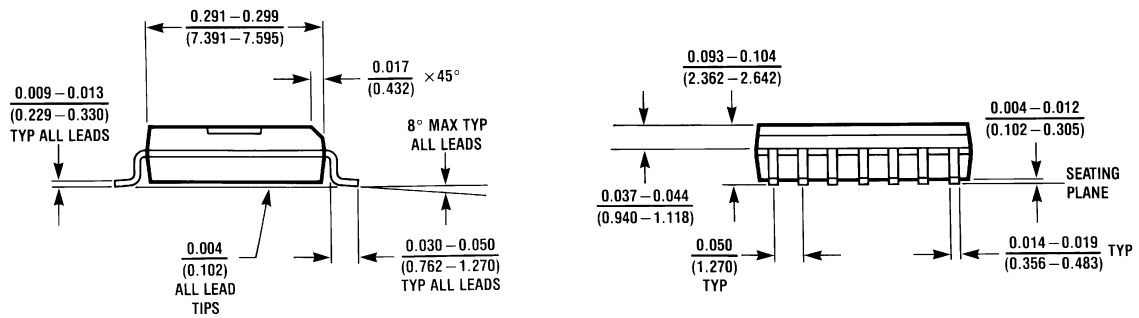 0.291 – 0.299
(7.391 – 7.595)
0.017
(0.432)
×45°
0.009 – 0.013
(0.229 – 0.330)
TYP ALL LEADS
8° MAX TYP
ALL LEADS
0.004
(0.102)
ALL LEAD
TIPS
0.030 – 0.050
(0.762 – 1.270)
TYP ALL LEADS
0.093 – 0.104
(2.362 – 2.642)
0.004 – 0.012
(0.102 – 0.305)
SEATING
PLANE
0.037 – 0.044
(0.940 – 1.118)
0.050
(1.270)
TYP
0.014 – 0.019
(0.356 – 0.483)
TYP